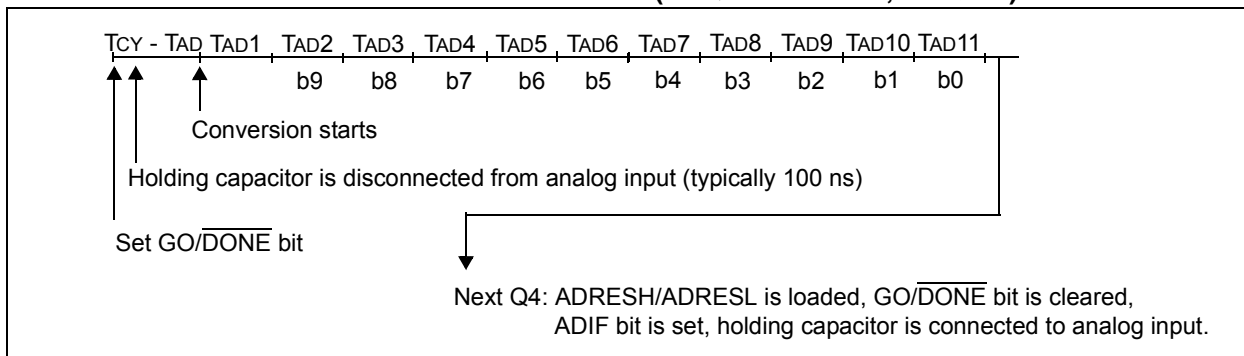 TCY - TAD TAD1 TAD2 TAD3 TAD4 TAD5 TAD6 TAD7 TAD8 TAD9 TAD10 TAD11
b9 b8 b7 b6 b5 b4 b3 b2 b1 b0
Conversion starts
Holding capacitor is disconnected from analog input (typically 100 ns)
Set GO/DONE bit
Next Q4: ADRESH/ADRESL is loaded, GO/DONE bit is cleared,
ADIF bit is set, holding capacitor is connected to analog input.